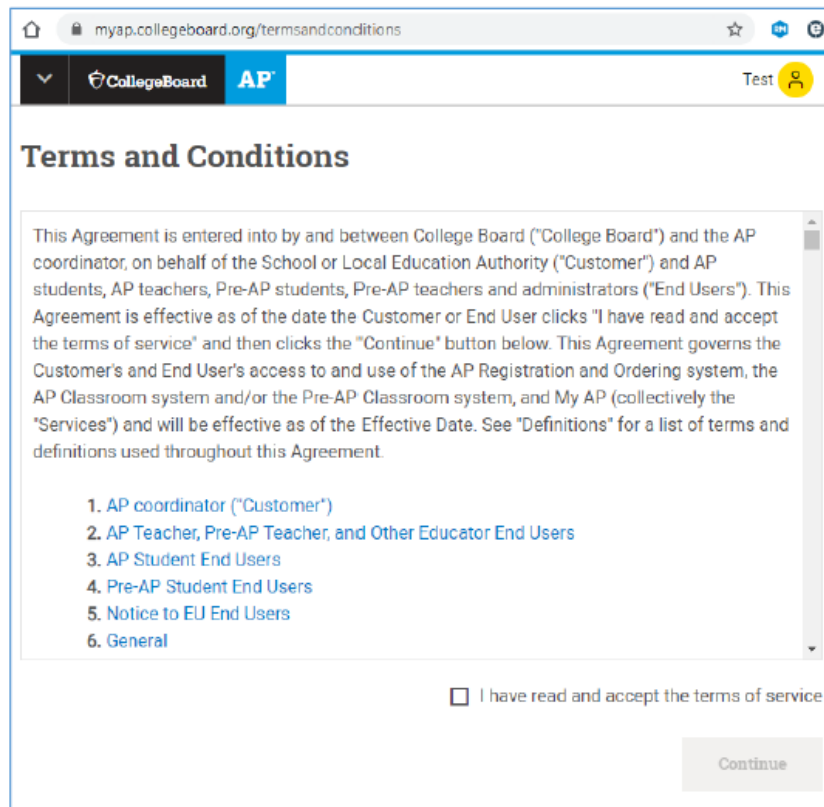 myap.collegeboard.org/termsandconditions
CollegeBoard AP
Test
Terms and Conditions
This Agreement is entered into by and between College Board ("College Board") and the AP
coordinator, on behalf of the School or Local Education Authority ("Customer") and AP
students, AP teachers, Pre-AP students, Pre-AP teachers and administrators ("End Users"). This
Agreement is effective as of the date the Customer or End User clicks "I have read and accept
the terms of service" and then clicks the "Continue" button below. This Agreement governs the
Customer's and End User's access to and use of the AP Registration and Ordering system, the
AP Classroom system and/or the Pre-AP Classroom system, and My AP (collectively the
"Services") and will be effective as of the Effective Date. See "Definitions" for a list of terms and
definitions used throughout this Agreement.
1. AP coordinator ("Customer")
2. AP Teacher, Pre-AP Teacher, and Other Educator End Users
3. AP Student End Users
4. Pre-AP Student End Users
5. Notice to EU End Users
6. General
I have read and accept the terms of service
Continue